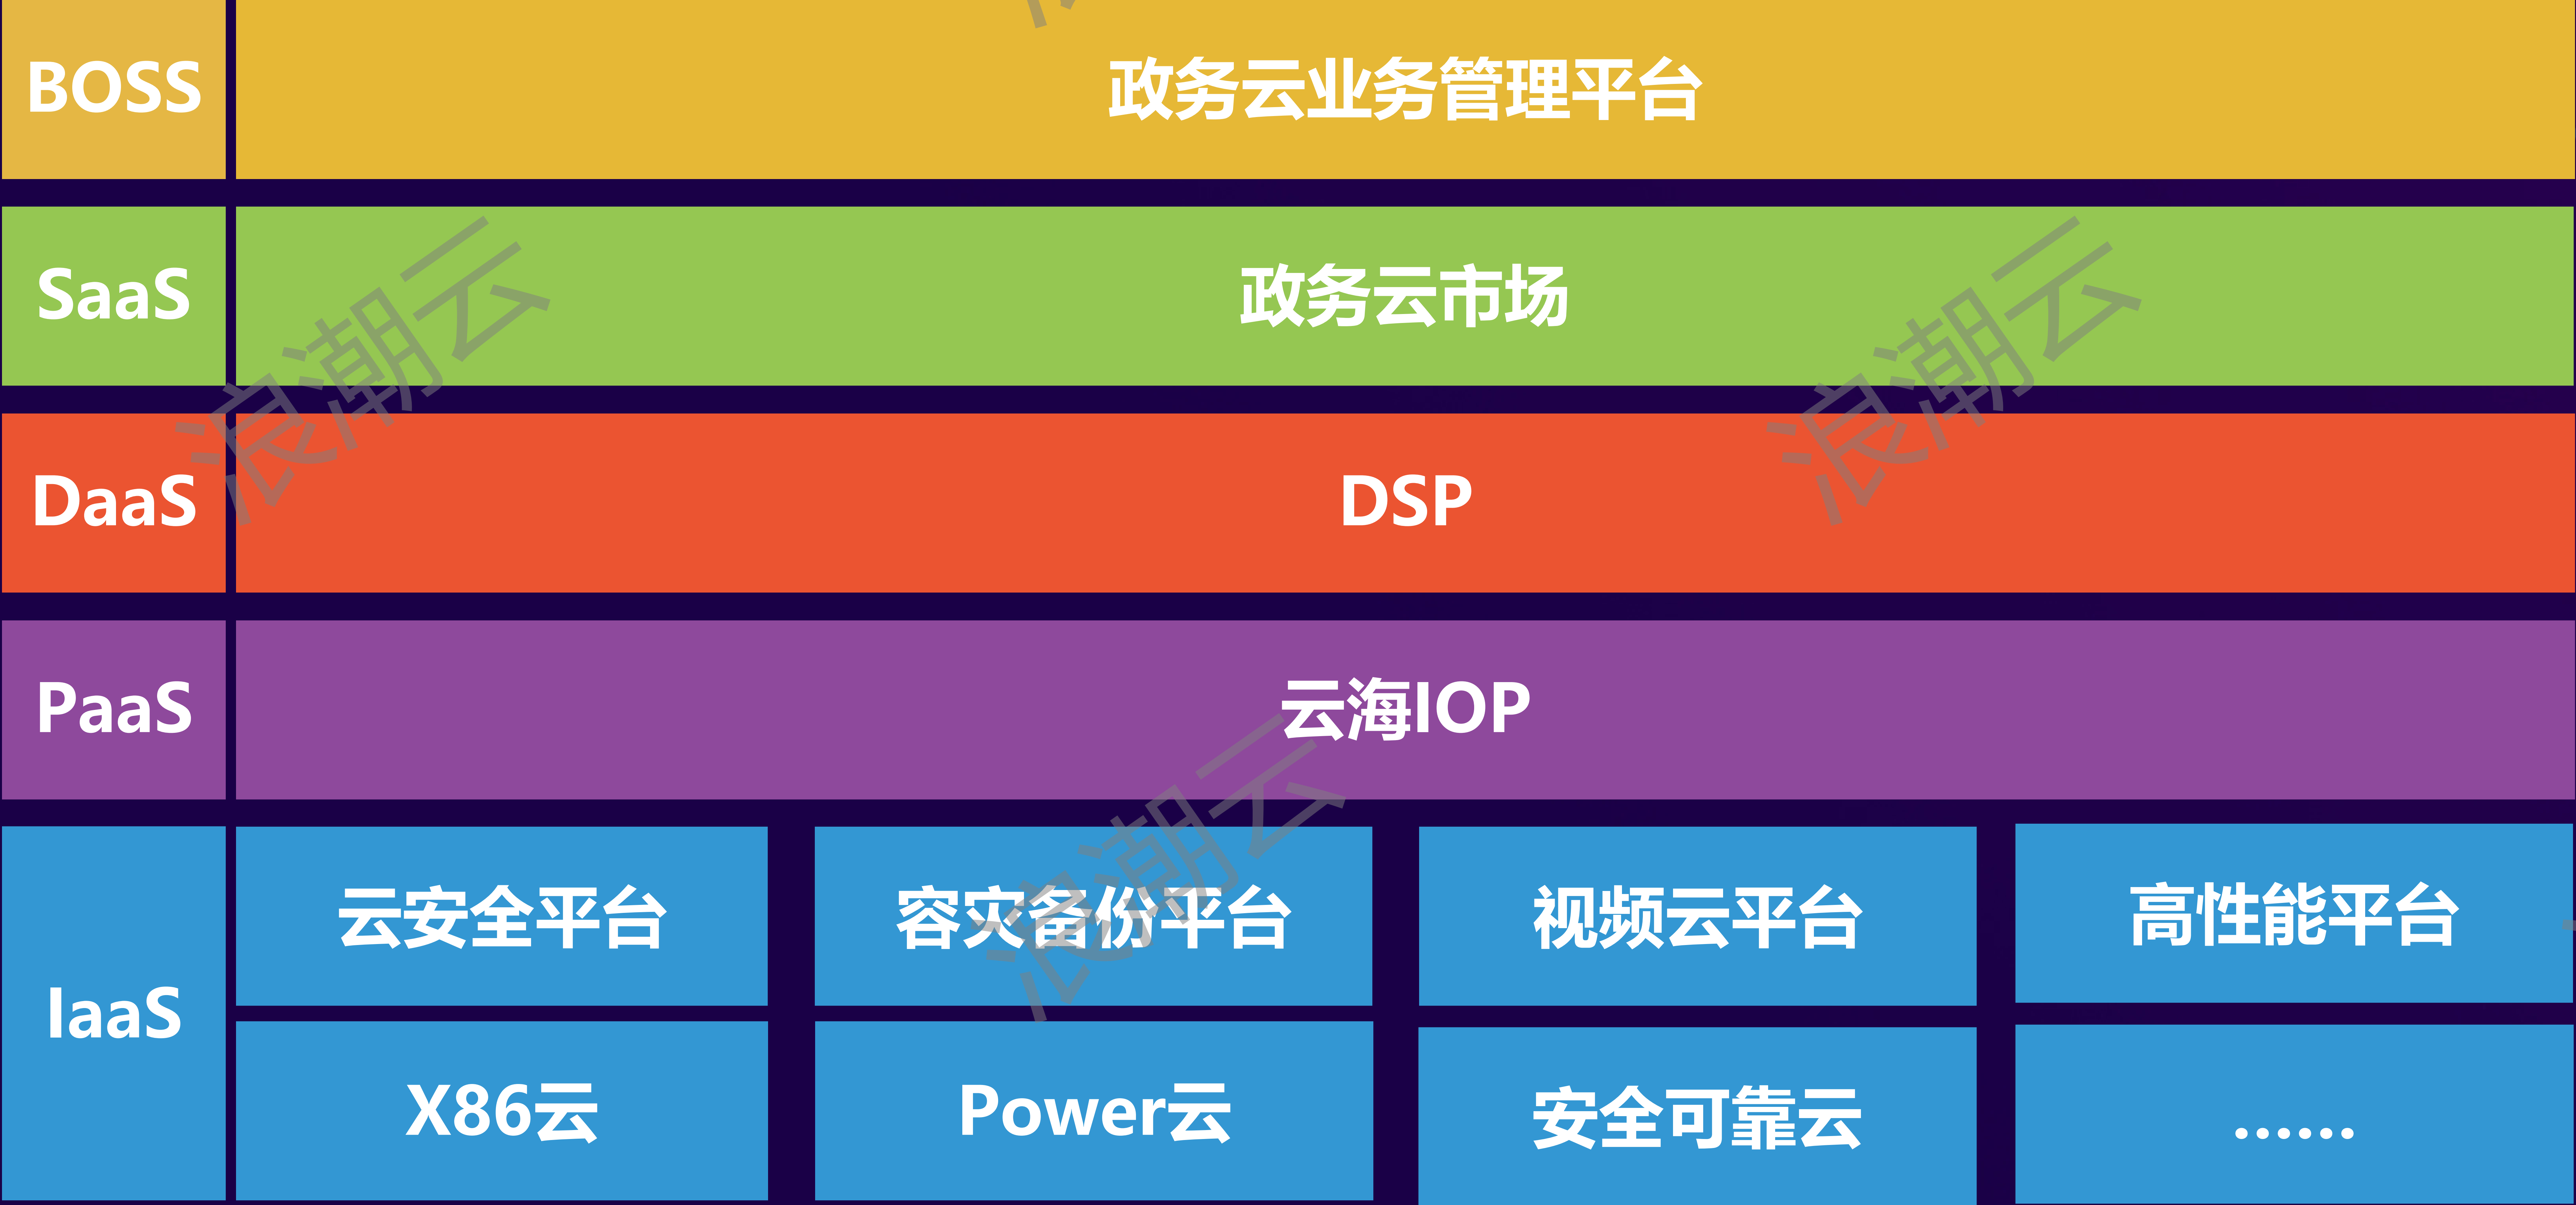 BOSS 政务云业务管理平台
SaaS 政务云市场
DaaS DSP
PaaS 云海IOP
IaaS
云安全平台 容灾备份平台 视频云平台 高性能平台
X86云 Power云 安全可靠云 ……
浪潮云
浪潮云
浪潮云